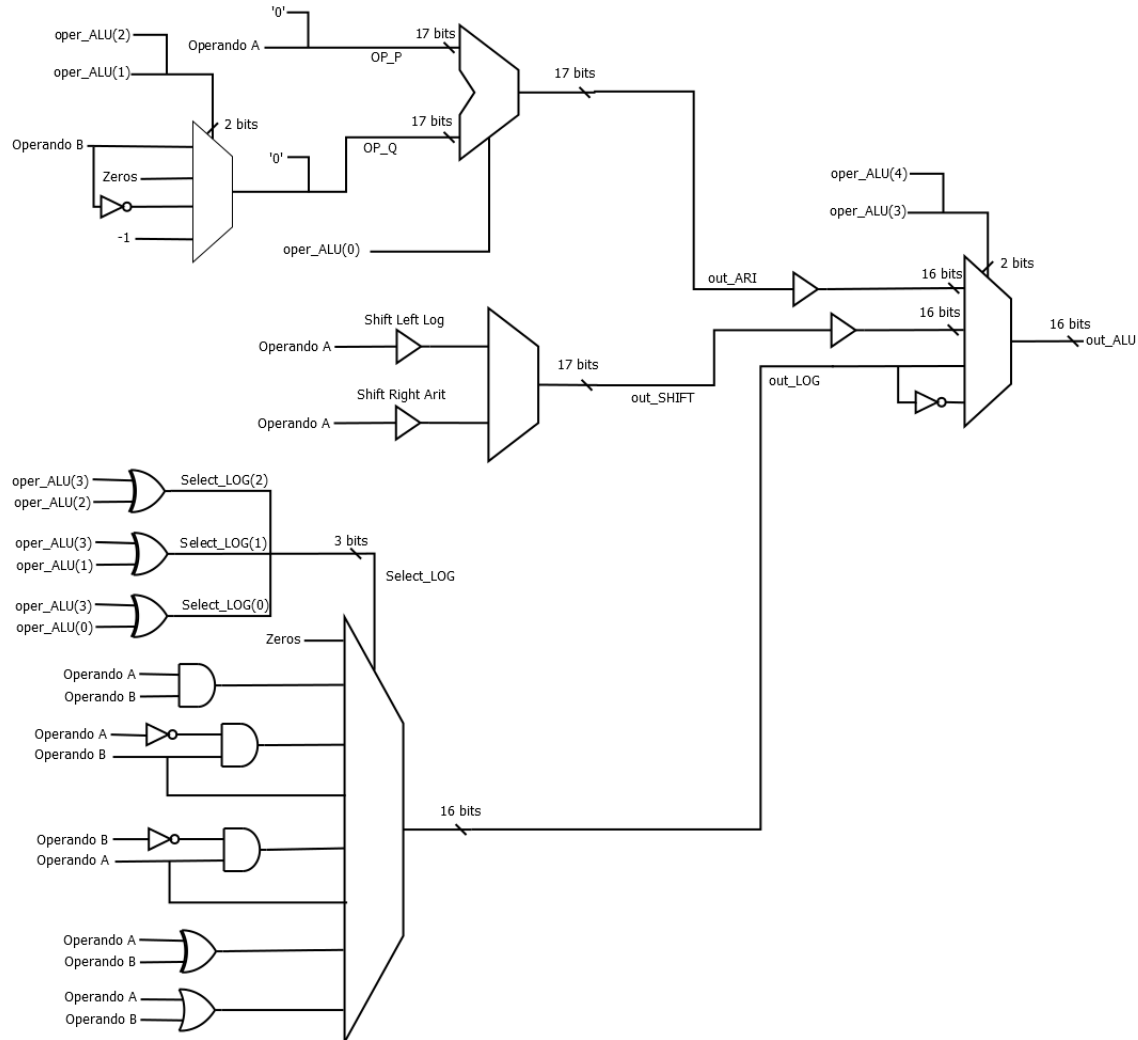 '0'
oper_ALU(2)
Operando A
17 bits
OP_P
oper_ALU(1)
17 bits
2 bits
17 bits
Operando B
'0'
OP_Q
Zeros
oper_ALU(4)
oper_ALU(3)
-1
oper_ALU(0)
2 bits
out_ARI
16 bits
Shift Left Log
16 bits
16 bits
Operando A
out_ALU
17 bits
out_LOG
Shift Right Arit
out_SHIFT
Operando A
oper_ALU(3)
Select_LOG(2)
oper_ALU(2)
oper_ALU(3)
Select_LOG(1)
3 bits
oper_ALU(1)
Select_LOG
oper_ALU(3)
Select_LOG(0)
oper_ALU(0)
Zeros
Operando A
Operando B
Operando A
Operando B
16 bits
Operando B
Operando A
Operando A
Operando B
Operando A
Operando B